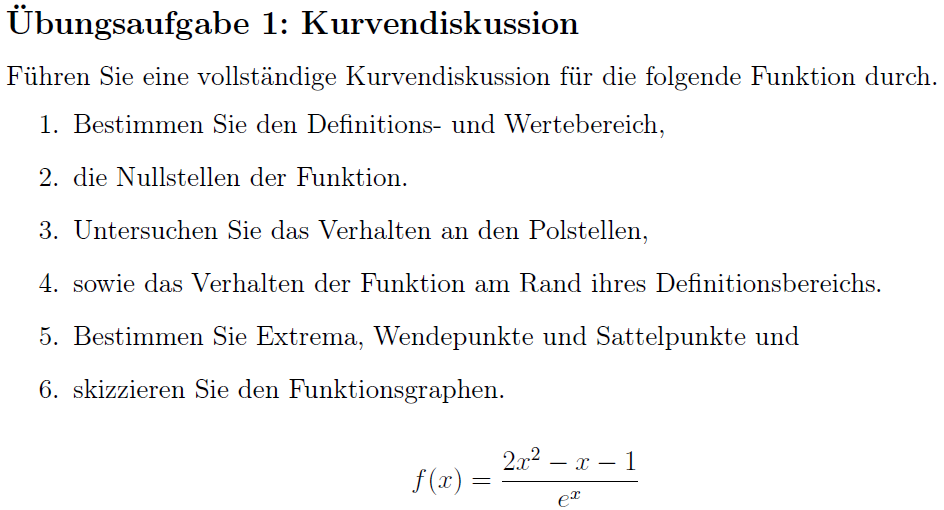 Übungsaufgabe 1: Kurvendiskussion
Führen Sie eine vollständige Kurvendiskussion für die folgende Funktion durch.
1. Bestimmen Sie den Definitions- und Wertebereich,
2. die Nullstellen der Funktion.
3. Untersuchen Sie das Verhalten an den Polstellen,
4. sowie das Verhalten der Funktion am Rand ihres Definitionsbereichs.
5. Bestimmen Sie Extrema, Wendepunkte und Sattelpunkte und
6. skizzieren Sie den Funktionsgraphen.
f(x) = \frac{2x^2 - x - 1}{e^x}